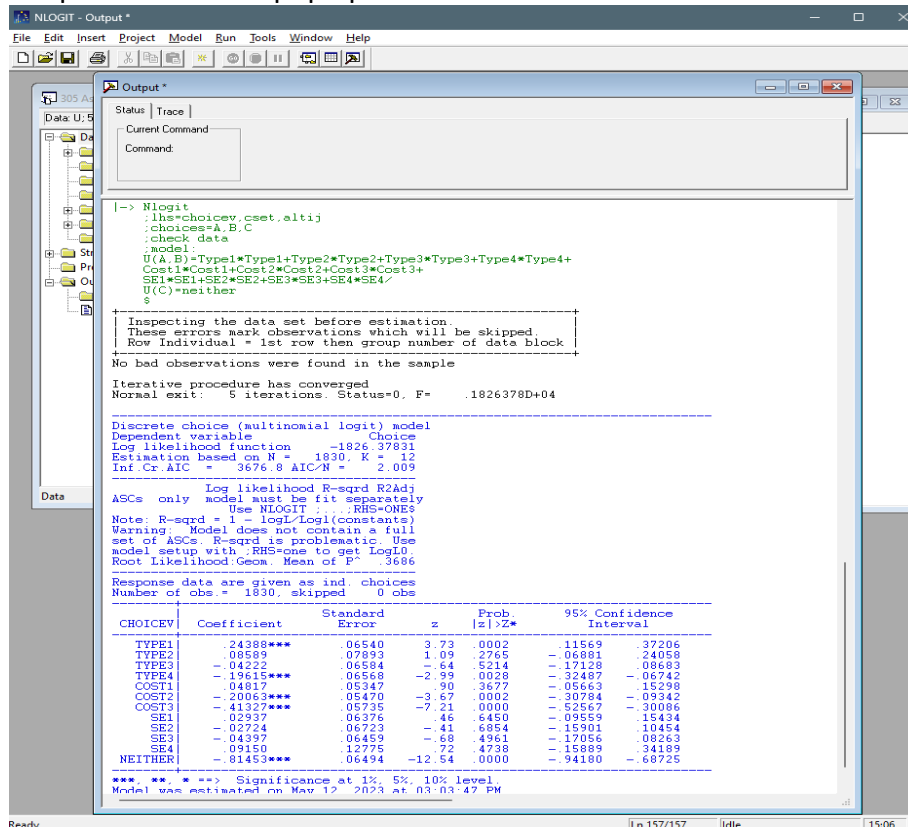 NLOGIT - Output *
File Edit Insert Project Model Run Tools Window Help
Output *
305 As
Data: U; 5
Da
Str
Pr
Ou
Data
Status Trace
Current Command
Command:
|-> Nlogit
;lhs=choicev,cset,altij
;choices=A,B,C
;check data
;model:
U(A,B)=Type1*Type1+Type2*Type2+Type3*Type3+Type4*Type4+
Cost1*Cost1+Cost2*Cost2+Cost3*Cost3+
SE1*SE1+SE2*SE2+SE3*SE3+SE4*SE4/
U(C)=neither
$
Inspecting the data set before estimation.
These errors mark observations which will be skipped.
Row Individual = 1st row then group number of data block
No bad observations were found in the sample
Iterative procedure has converged
Normal exit: 5 iterations. Status=0, F= .1826378D+04
Discrete choice (multinomial logit) model
Dependent variable Choice
Log likelihood function -1826.37831
Estimation based on N = 1830, K = 12
Inf.Cr.AIC = 3676.8 AIC/N = 2.009
Log likelihood R-sqrd R2Adj
ASCs only model must be fit separately
Use NLOGIT ;...;RHS=ONE$
Note: R-sqrd = 1 - logL/Logl(constants)
Warning: Model does not contain a full
set of ASCs. R-sqrd is problematic. Use
model setup with ;RHS=one to get LogL0.
Root Likelihood:Geom. Mean of P^ .3686
Response data are given as ind. choices
Number of obs.= 1830, skipped 0 obs
Standard Prob. 95% Confidence
CHOICEV| Coefficient Error z |z|>Z* Interval
TYPE1| .24388*** .06540 3.73 .0002 .11569 .37206
TYPE2| .08589 .07893 1.09 .2765 -.06881 .24058
TYPE3| -.04222 .06584 -.64 .5214 -.17128 .08683
TYPE4| -.19615*** .06568 -2.99 .0028 -.32487 -.06742
COST1| .04817 .05347 .90 .3677 -.05663 .15298
COST2| -.20063*** .05470 -3.67 .0002 -.30784 -.09342
COST3| -.41327*** .05735 -7.21 .0000 -.52567 -.30086
SE1| .02937 .06376 .46 .6450 -.09559 .15434
SE2| -.02724 .06723 -.41 .6854 -.15901 .10454
SE3| -.04397 .06459 -.68 .4961 -.17056 .08263
SE4| .09150 .12775 .72 .4738 -.15889 .34189
NEITHER| -.81453*** .06494 -12.54 .0000 -.94180 -.68725
***, **, * ==> Significance at 1%, 5%, 10% level.
Model was estimated on May 12, 2023 at 03:03:47 PM
Ready
Ln 157/157 Idle 15:06